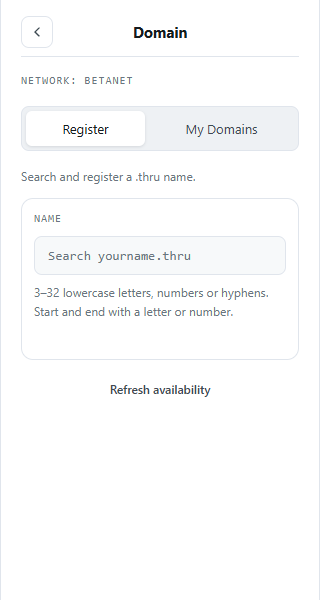 Domain
NETWORK: BETANET
Register
My Domains
Search and register a .thru name.
NAME
Search yourname.thru
3–32 lowercase letters, numbers or hyphens.
Start and end with a letter or number.
Refresh availability